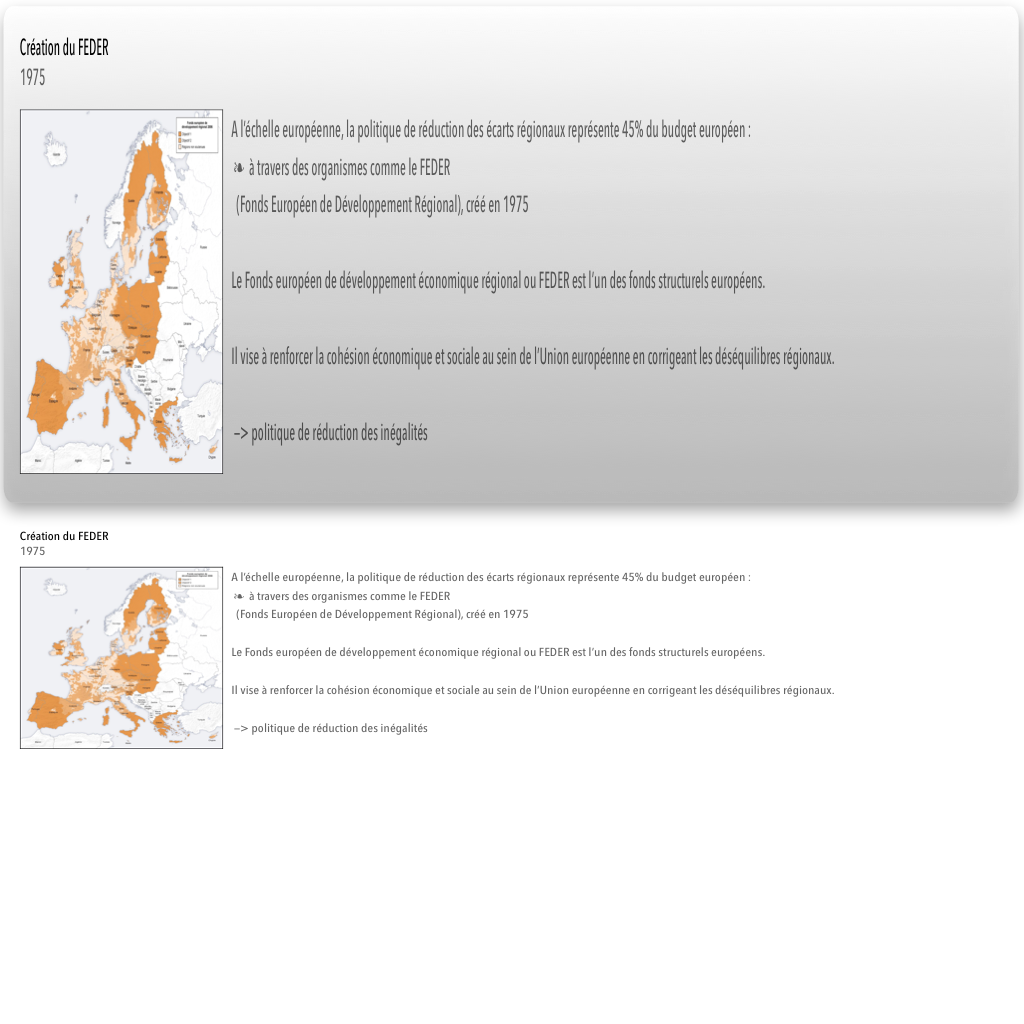 Création du FEDER
1975
A l'échelle européenne, la politique de réduction des écarts régionaux représente 45% du budget européen :
❧ à travers des organismes comme le FEDER
(Fonds Européen de Développement Régional), créé en 1975
Le Fonds européen de développement économique régional ou FEDER est l'un des fonds structurels européens.
Il vise à renforcer la cohésion économique et sociale au sein de l'Union européenne en corrigeant les déséquilibres régionaux.
–> politique de réduction des inégalités
Création du FEDER
1975
A l'échelle européenne, la politique de réduction des écarts régionaux représente 45% du budget européen :
❧ à travers des organismes comme le FEDER
(Fonds Européen de Développement Régional), créé en 1975
Le Fonds européen de développement économique régional ou FEDER est l'un des fonds structurels européens.
Il vise à renforcer la cohésion économique et sociale au sein de l'Union européenne en corrigeant les déséquilibres régionaux.
–> politique de réduction des inégalités